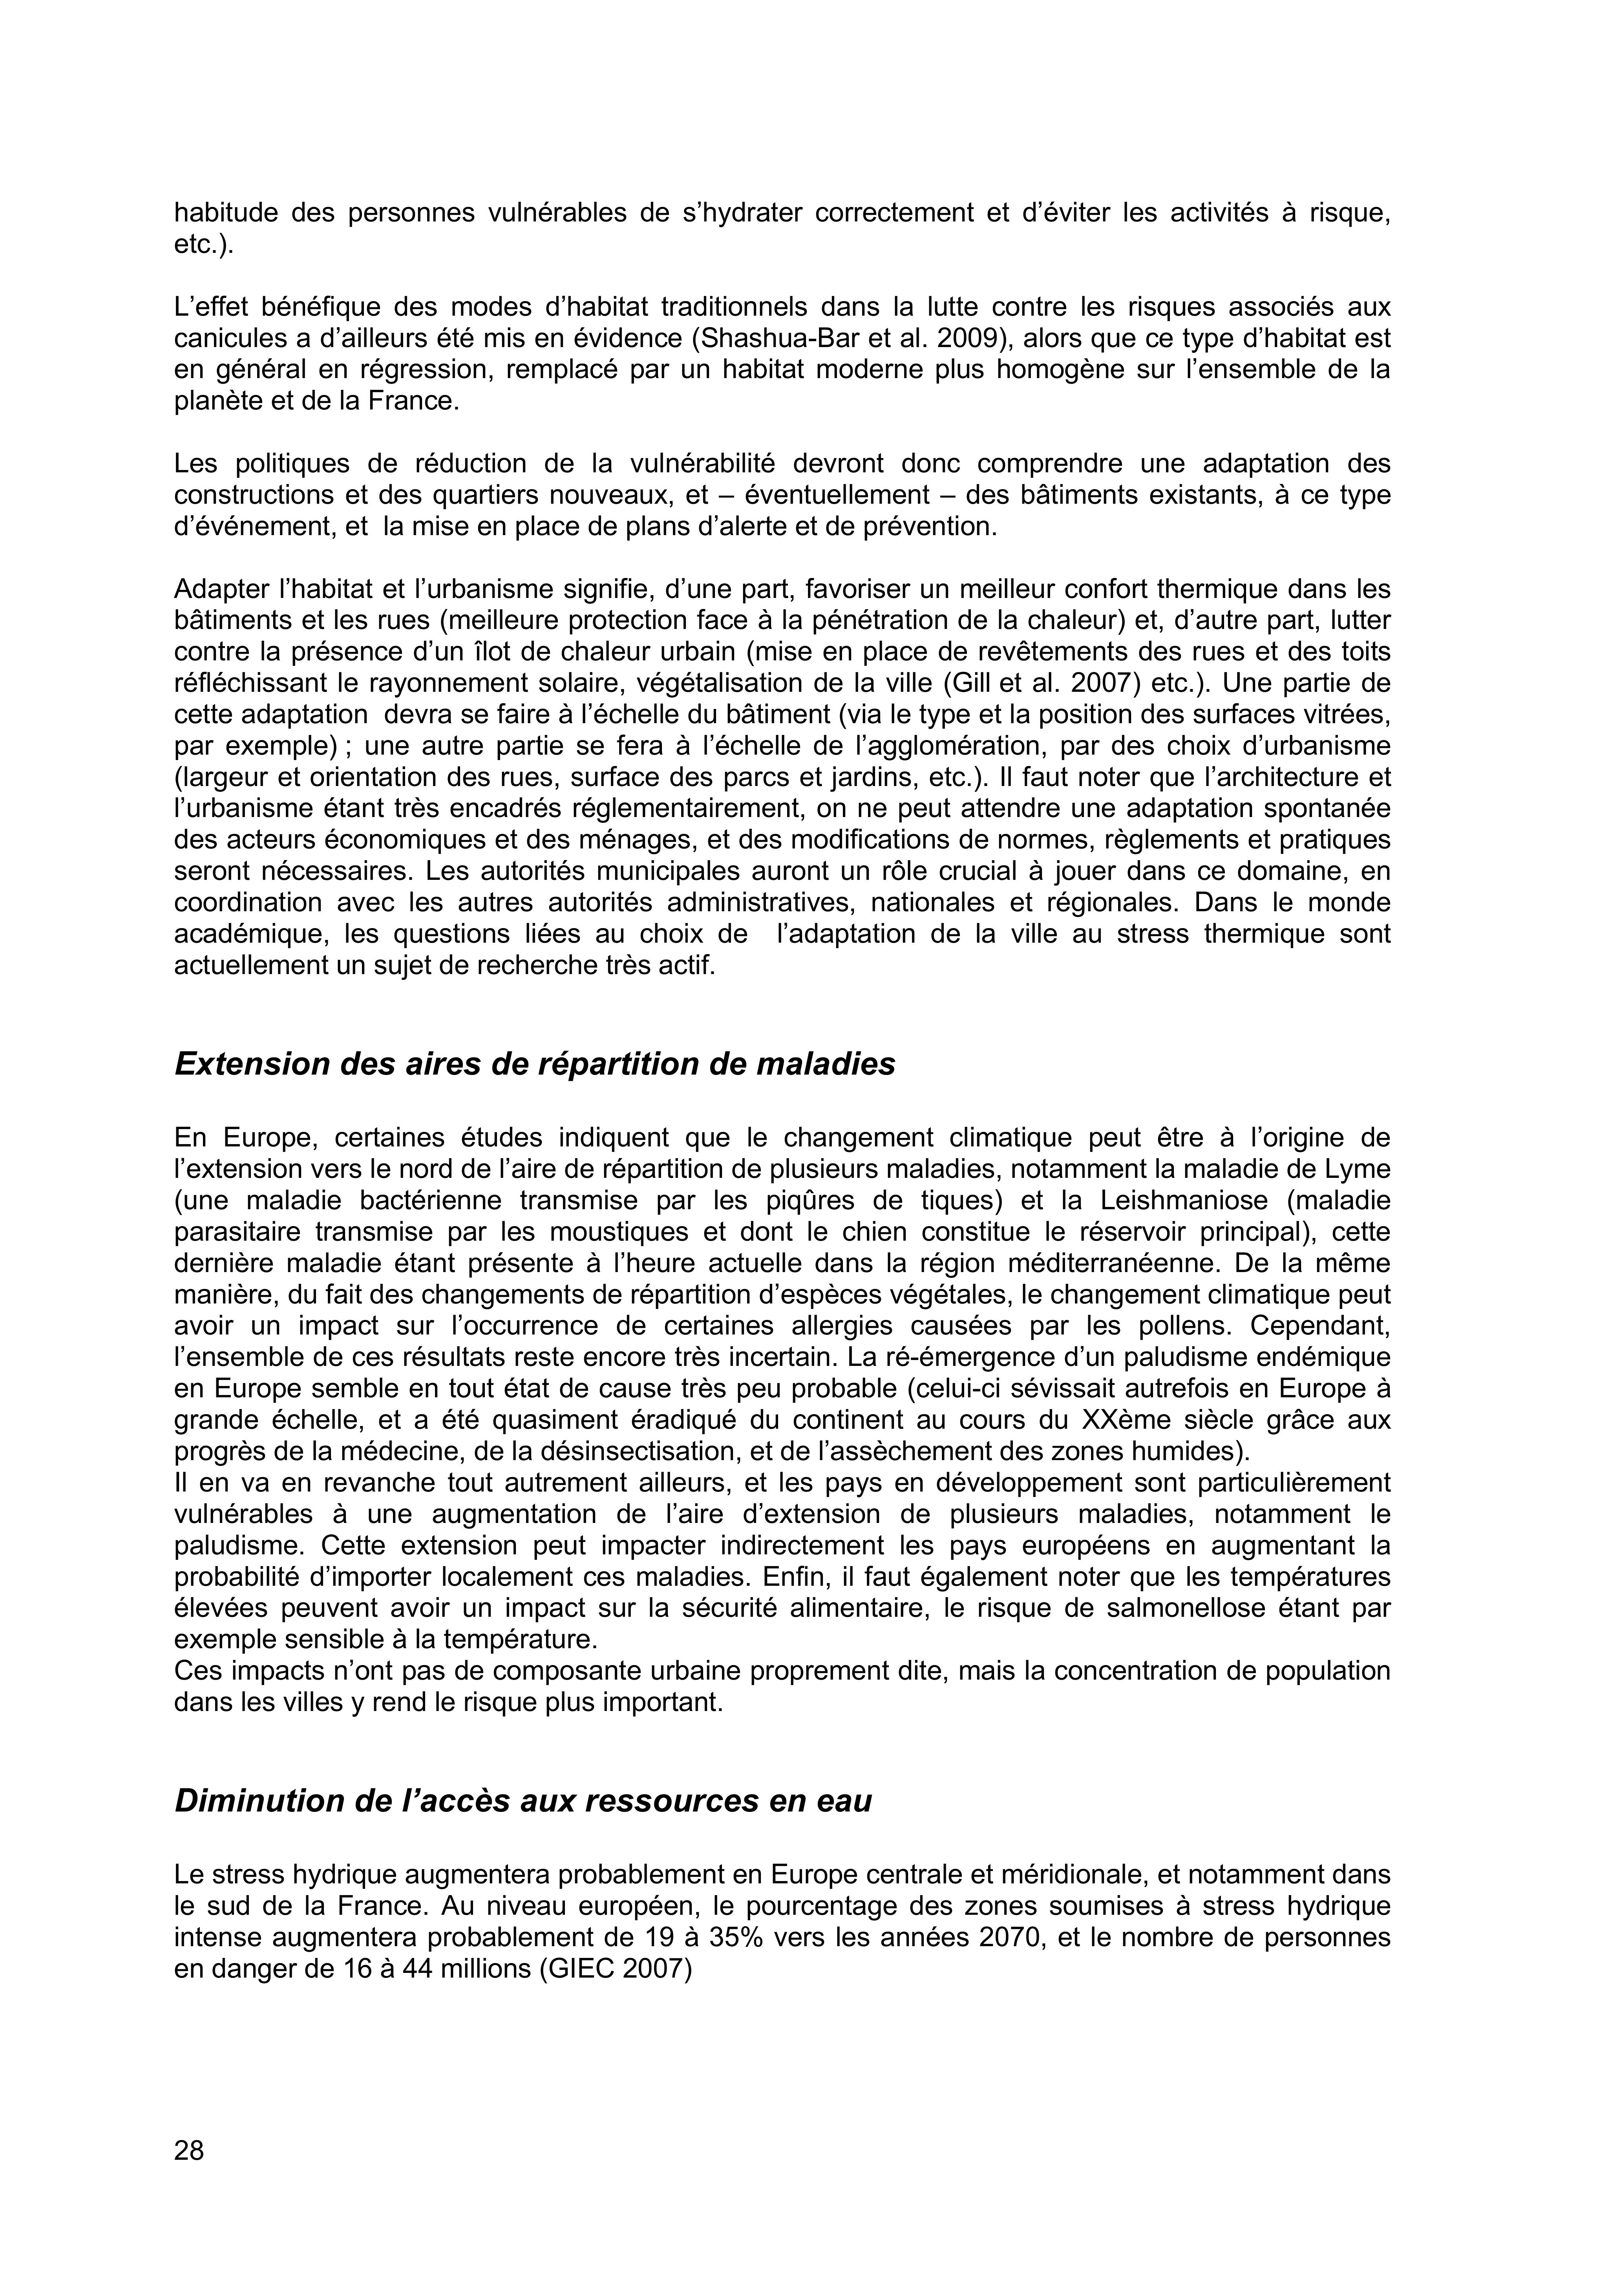 habitude des personnes vulnérables de s’hydrater correctement et d’éviter les activités à risque,
etc.).
L’effet bénéfique des modes d’habitat traditionnels dans la lutte contre les risques associés aux
canicules a d’ailleurs été mis en évidence (Shashua-Bar et al. 2009), alors que ce type d’habitat est
en général en régression, remplacé par un habitat moderne plus homogène sur l’ensemble de la
planète et de la France.
Les politiques de réduction de la vulnérabilité devront donc comprendre une adaptation des
constructions et des quartiers nouveaux, et – éventuellement – des bâtiments existants, à ce type
d’événement, et  la mise en place de plans d’alerte et de prévention.
Adapter l’habitat et l’urbanisme signifie, d’une part, favoriser un meilleur confort thermique dans les
bâtiments et les rues (meilleure protection face à la pénétration de la chaleur) et, d’autre part, lutter
contre la présence d’un îlot de chaleur urbain (mise en place de revêtements des rues et des toits
réfléchissant le rayonnement solaire, végétalisation de la ville (Gill et al. 2007) etc.). Une partie de
cette adaptation  devra se faire à l’échelle du bâtiment (via le type et la position des surfaces vitrées,
par exemple) ; une autre partie se fera à l’échelle de l’agglomération, par des choix d’urbanisme
(largeur et orientation des rues, surface des parcs et jardins, etc.). Il faut noter que l’architecture et
l’urbanisme étant très encadrés réglementairement, on ne peut attendre une adaptation spontanée
des acteurs économiques et des ménages, et des modifications de normes, règlements et pratiques
seront nécessaires. Les autorités municipales auront un rôle crucial à jouer dans ce domaine, en
coordination avec les autres autorités administratives, nationales et régionales. Dans le monde
académique, les questions liées au choix de  l’adaptation de la ville au stress thermique sont
actuellement un sujet de recherche très actif.
Extension des aires de répartition de maladies
En Europe, certaines études indiquent que le changement climatique peut être à l’origine de
l’extension vers le nord de l’aire de répartition de plusieurs maladies, notamment la maladie de Lyme
(une maladie bactérienne transmise par les piqûres de tiques) et la Leishmaniose (maladie
parasitaire transmise par les moustiques et dont le chien constitue le réservoir principal), cette
dernière maladie étant présente à l’heure actuelle dans la région méditerranéenne. De la même
manière, du fait des changements de répartition d’espèces végétales, le changement climatique peut
avoir un impact sur l’occurrence de certaines allergies causées par les pollens. Cependant,
l’ensemble de ces résultats reste encore très incertain. La ré-émergence d’un paludisme endémique
en Europe semble en tout état de cause très peu probable (celui-ci sévissait autrefois en Europe à
grande échelle, et a été quasiment éradiqué du continent au cours du XXème siècle grâce aux
progrès de la médecine, de la désinsectisation, et de l’assèchement des zones humides).
Il en va en revanche tout autrement ailleurs, et les pays en développement sont particulièrement
vulnérables à une augmentation de l’aire d’extension de plusieurs maladies, notamment le
paludisme. Cette extension peut impacter indirectement les pays européens en augmentant la
probabilité d’importer localement ces maladies. Enfin, il faut également noter que les températures
élevées peuvent avoir un impact sur la sécurité alimentaire, le risque de salmonellose étant par
exemple sensible à la température.
Ces impacts n’ont pas de composante urbaine proprement dite, mais la concentration de population
dans les villes y rend le risque plus important.
Diminution de l’accès aux ressources en eau
Le stress hydrique augmentera probablement en Europe centrale et méridionale, et notamment dans
le sud de la France. Au niveau européen, le pourcentage des zones soumises à stress hydrique
intense augmentera probablement de 19 à 35% vers les années 2070, et le nombre de personnes
en danger de 16 à 44 millions (GIEC 2007)
28